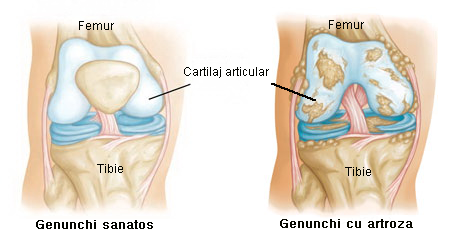 Femur
Femur
Cartilaj articular
Tibie
Tibie
Genunchi sanatos
Genunchi cu artroza